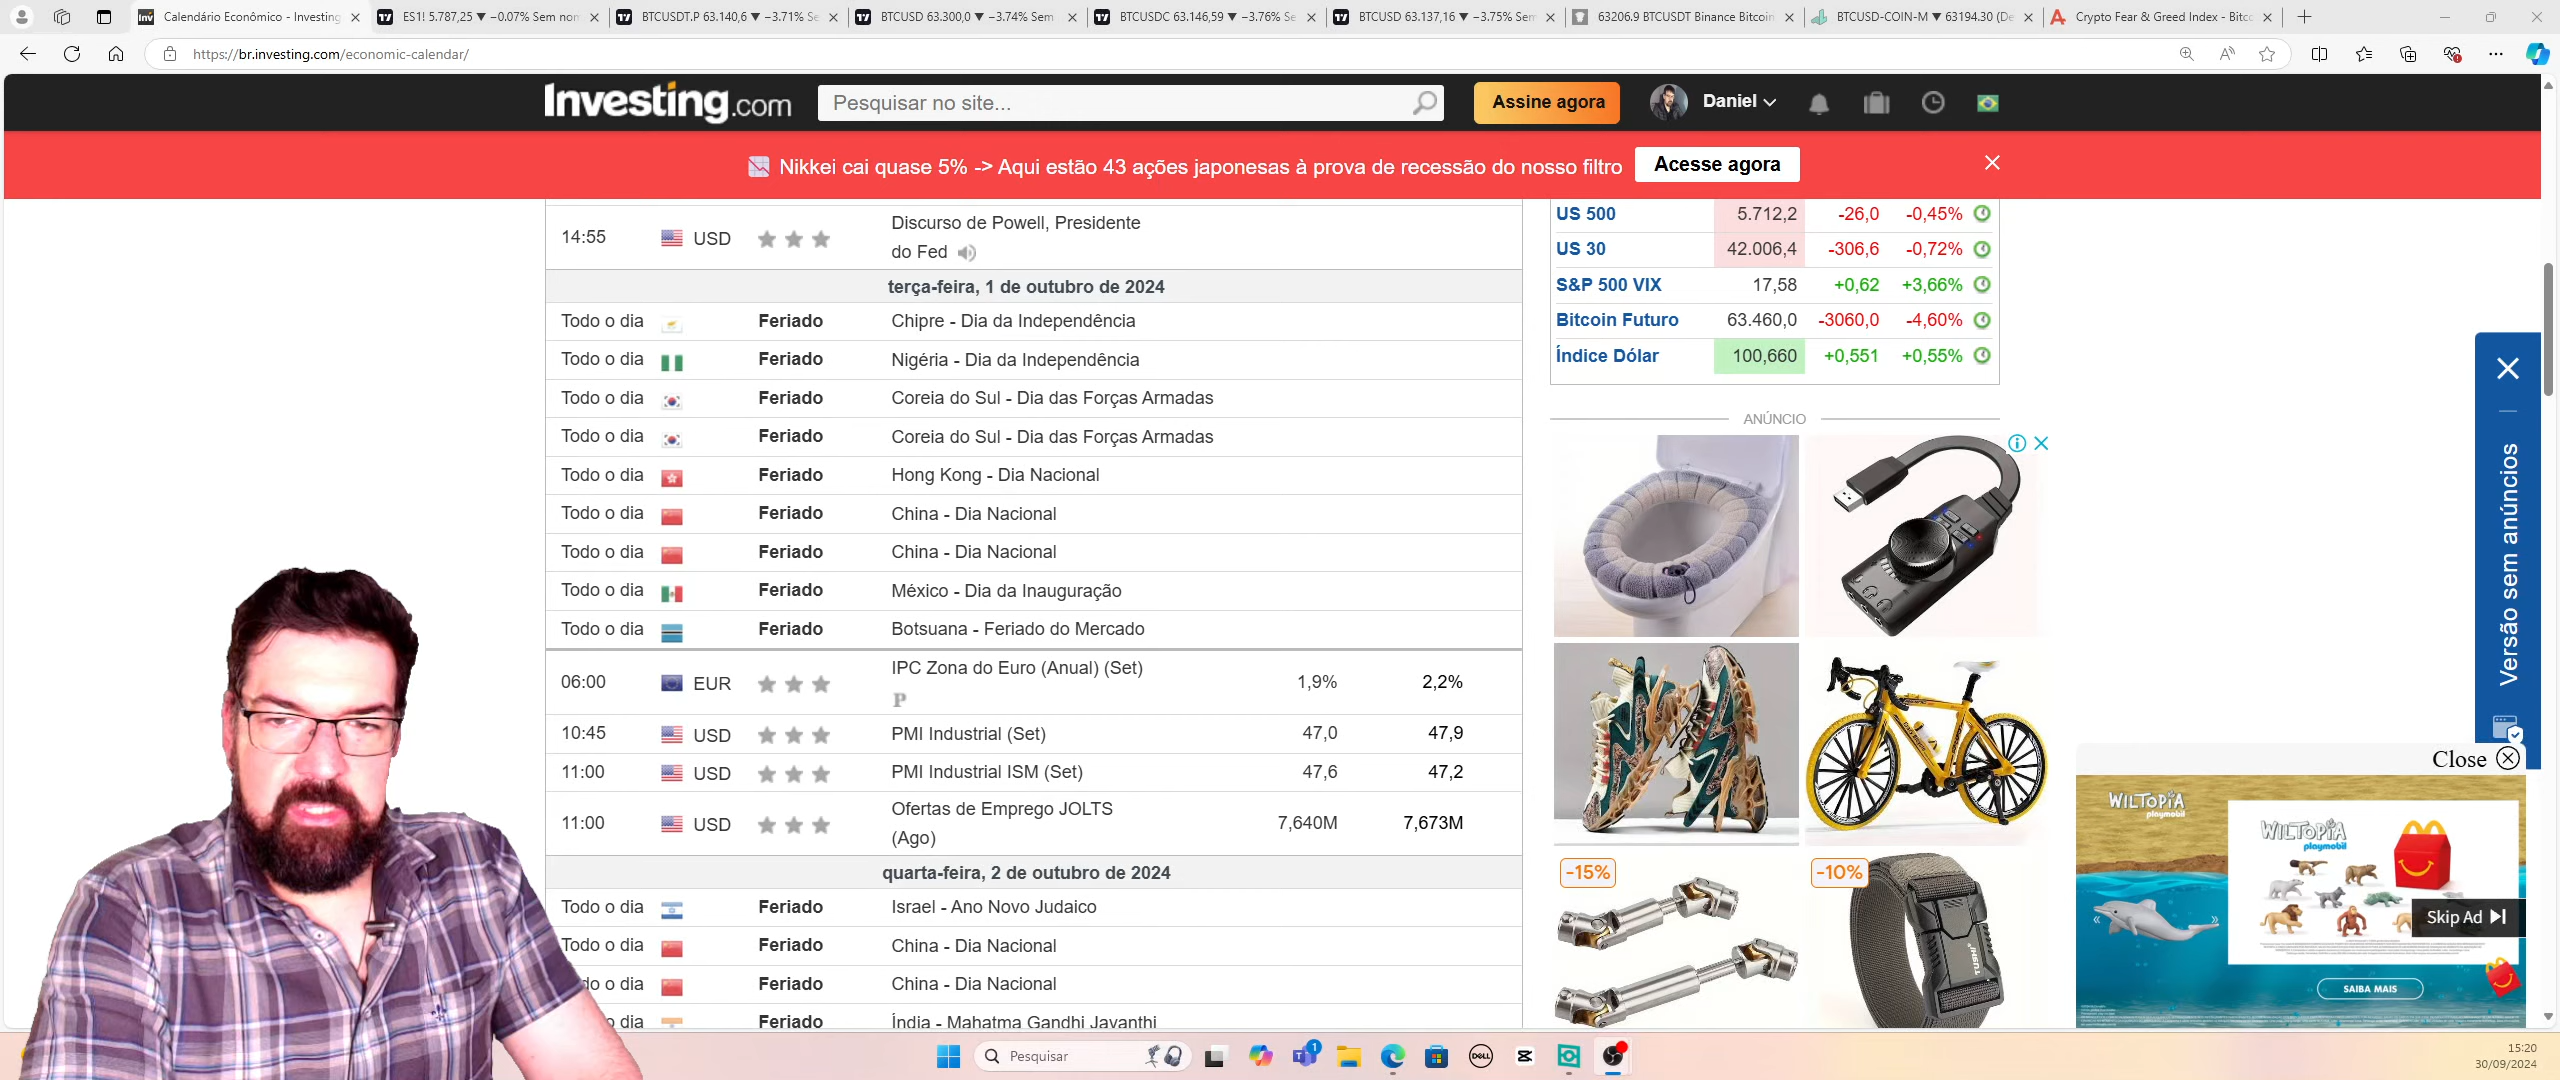 Calendário Econômico - Investing
ES1! 5.787,25 ▼ −0.07% Sem nom
BTCUSDT.P 63.140,6 ▼ −3.71% Se
BTCUSD 63.300,0 ▼ −3.74% Sem
BTCUSDC 63.146,59 ▼ −3.76% Se
BTCUSD 63.137,16 ▼ −3.75% Sem
63206.9 BTCUSDT Binance Bitcoin
BTCUSD-COIN-M ▼ 63194.30 (De
Crypto Fear & Greed Index - Bitc
https://br.investing.com/economic-calendar/
Investing.com
Pesquisar no site...
Assine agora
Daniel
Nikkei cai quase 5% -> Aqui estão 43 ações japonesas à prova de recessão do nosso filtro
Acesse agora
14:55 USD Discurso de Powell, Presidente do Fed
terça-feira, 1 de outubro de 2024
Todo o dia Feriado Chipre - Dia da Independência
Todo o dia Feriado Nigéria - Dia da Independência
Todo o dia Feriado Coreia do Sul - Dia das Forças Armadas
Todo o dia Feriado Coreia do Sul - Dia das Forças Armadas
Todo o dia Feriado Hong Kong - Dia Nacional
Todo o dia Feriado China - Dia Nacional
Todo o dia Feriado China - Dia Nacional
Todo o dia Feriado México - Dia da Inauguração
Todo o dia Feriado Botsuana - Feriado do Mercado
06:00 EUR IPC Zona do Euro (Anual) (Set) P 1,9% 2,2%
10:45 USD PMI Industrial (Set) 47,0 47,9
11:00 USD PMI Industrial ISM (Set) 47,6 47,2
11:00 USD Ofertas de Emprego JOLTS (Ago) 7,640M 7,673M
quarta-feira, 2 de outubro de 2024
Todo o dia Feriado Israel - Ano Novo Judaico
Todo o dia Feriado China - Dia Nacional
do o dia Feriado China - Dia Nacional
o dia Feriado Índia - Mahatma Gandhi Jayanthi
US 500 5.712,2 -26,0 -0,45%
US 30 42.006,4 -306,6 -0,72%
S&P 500 VIX 17,58 +0,62 +3,66%
Bitcoin Futuro 63.460,0 -3060,0 -4,60%
Índice Dólar 100,660 +0,551 +0,55%
ANÚNCIO
-15%
-10%
Versão sem anúncios
Close
WILTOPIA
playmobil
WILTOPIA
playmobil
Skip Ad
SAIBA MAIS
Pesquisar
1
DELL
15:20
30/09/2024